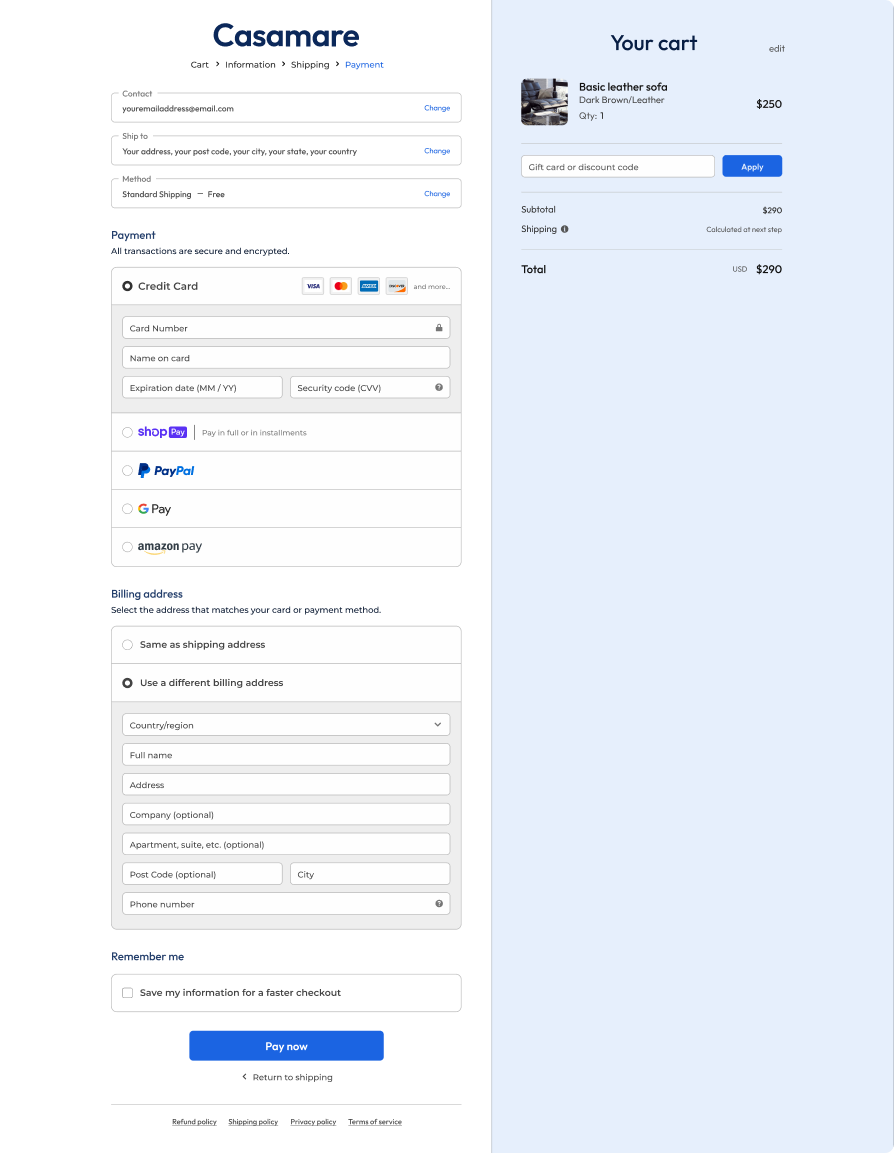 Casamare
Cart > Information > Shipping > Payment
Contact
youremailaddress@email.com Change
Ship to
Your address, your post code, your city, your state, your country Change
Method
Standard Shipping — Free Change
Payment
All transactions are secure and encrypted.
Credit Card VISA AMERICAN EXPRESS DISCOVER and more...
Card Number
Name on card
Expiration date (MM / YY) Security code (CVV)
shop Pay Pay in full or in installments
PayPal
G Pay
amazon pay
Billing address
Select the address that matches your card or payment method.
Same as shipping address
Use a different billing address
Country/region
Full name
Address
Company (optional)
Apartment, suite, etc. (optional)
Post Code (optional) City
Phone number
Remember me
Save my information for a faster checkout
Pay now
< Return to shipping
Refund policy Shipping policy Privacy policy Terms of service
Your cart edit
Basic leather sofa
Dark Brown/Leather
Qty: 1
$250
Gift card or discount code Apply
Subtotal $290
Shipping Calculated at next step
Total USD $290